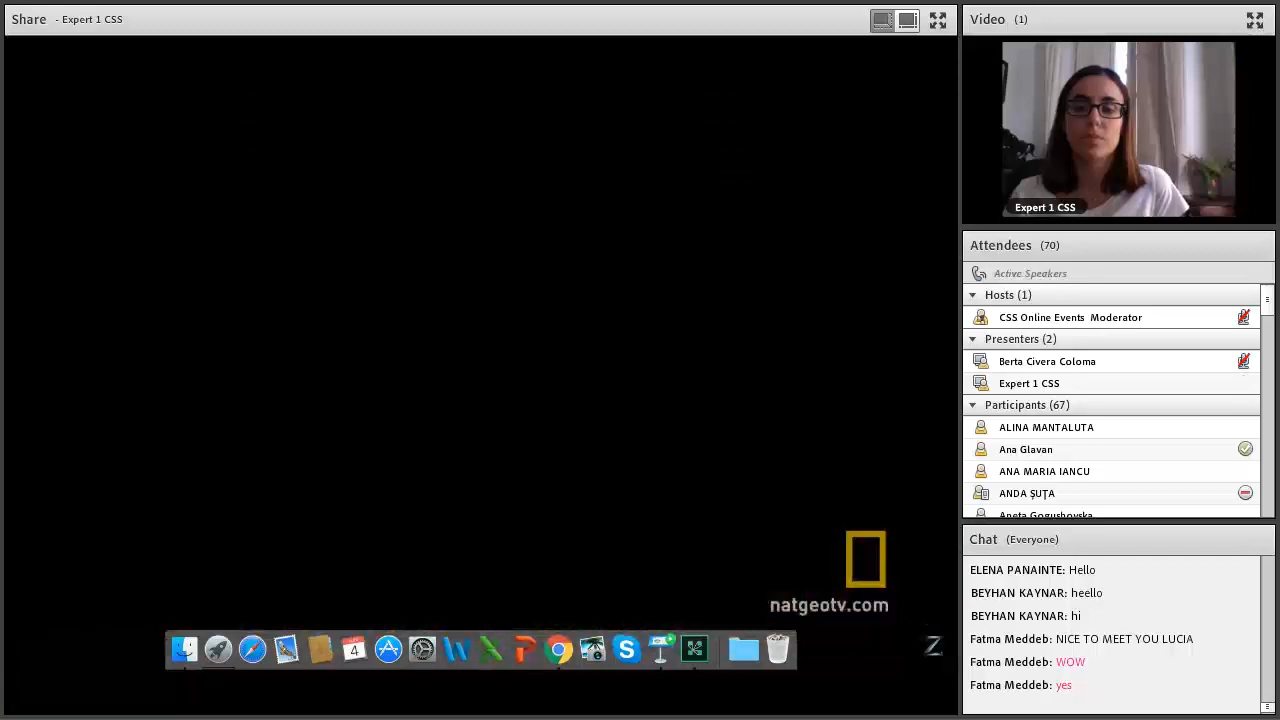 Share - Expert 1 CSS
natgeotv.com
4
Z
Video (1)
Expert 1 CSS
Attendees (70)
Active Speakers
Hosts (1)
CSS Online Events Moderator
Presenters (2)
Berta Civera Coloma
Expert 1 CSS
Participants (67)
ALINA MANTALUTA
Ana Glavan
ANA MARIA IANCU
ANDA ŞUŢA
Aneta Gogushovska
Chat (Everyone)
ELENA PANAINTE: Hello
BEYHAN KAYNAR: heello
BEYHAN KAYNAR: hi
Fatma Meddeb: NICE TO MEET YOU LUCIA
Fatma Meddeb: WOW
Fatma Meddeb: yes